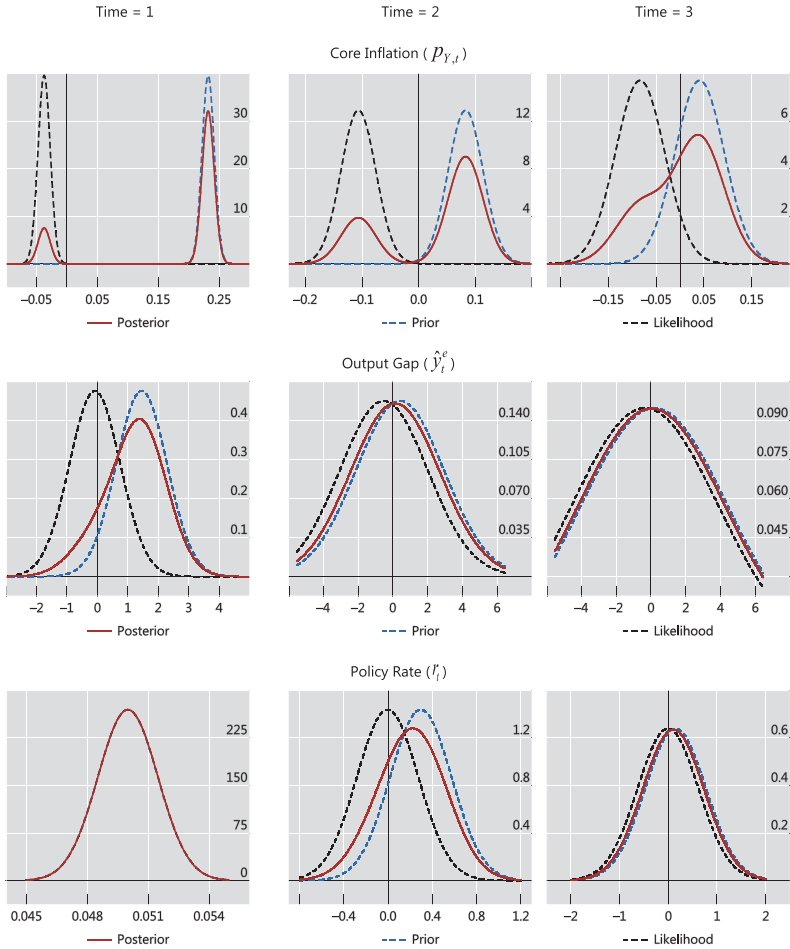 Time = 1 Time = 2 Time = 3
Core Inflation ( p_{Y,t} )
30 12 6
20 8 4
10 4 2
−0.05 0.05 0.15 0.25 −0.2 −0.1 0.0 0.1 −0.15 −0.05 0.05 0.15
Posterior Prior Likelihood
Output Gap ( ŷ_t^e )
0.4 0.140 0.090
0.3 0.105 0.075
0.2 0.070 0.060
0.1 0.035 0.045
−2 −1 0 1 2 3 4 −4 −2 0 2 4 6 −4 −2 0 2 4 6
Posterior Prior Likelihood
Policy Rate ( r_t )
225 1.2 0.6
150 0.8 0.4
75 0.4 0.2
0
0.045 0.048 0.051 0.054 −0.4 0.0 0.4 0.8 1.2 −2 −1 0 1 2
Posterior Prior Likelihood